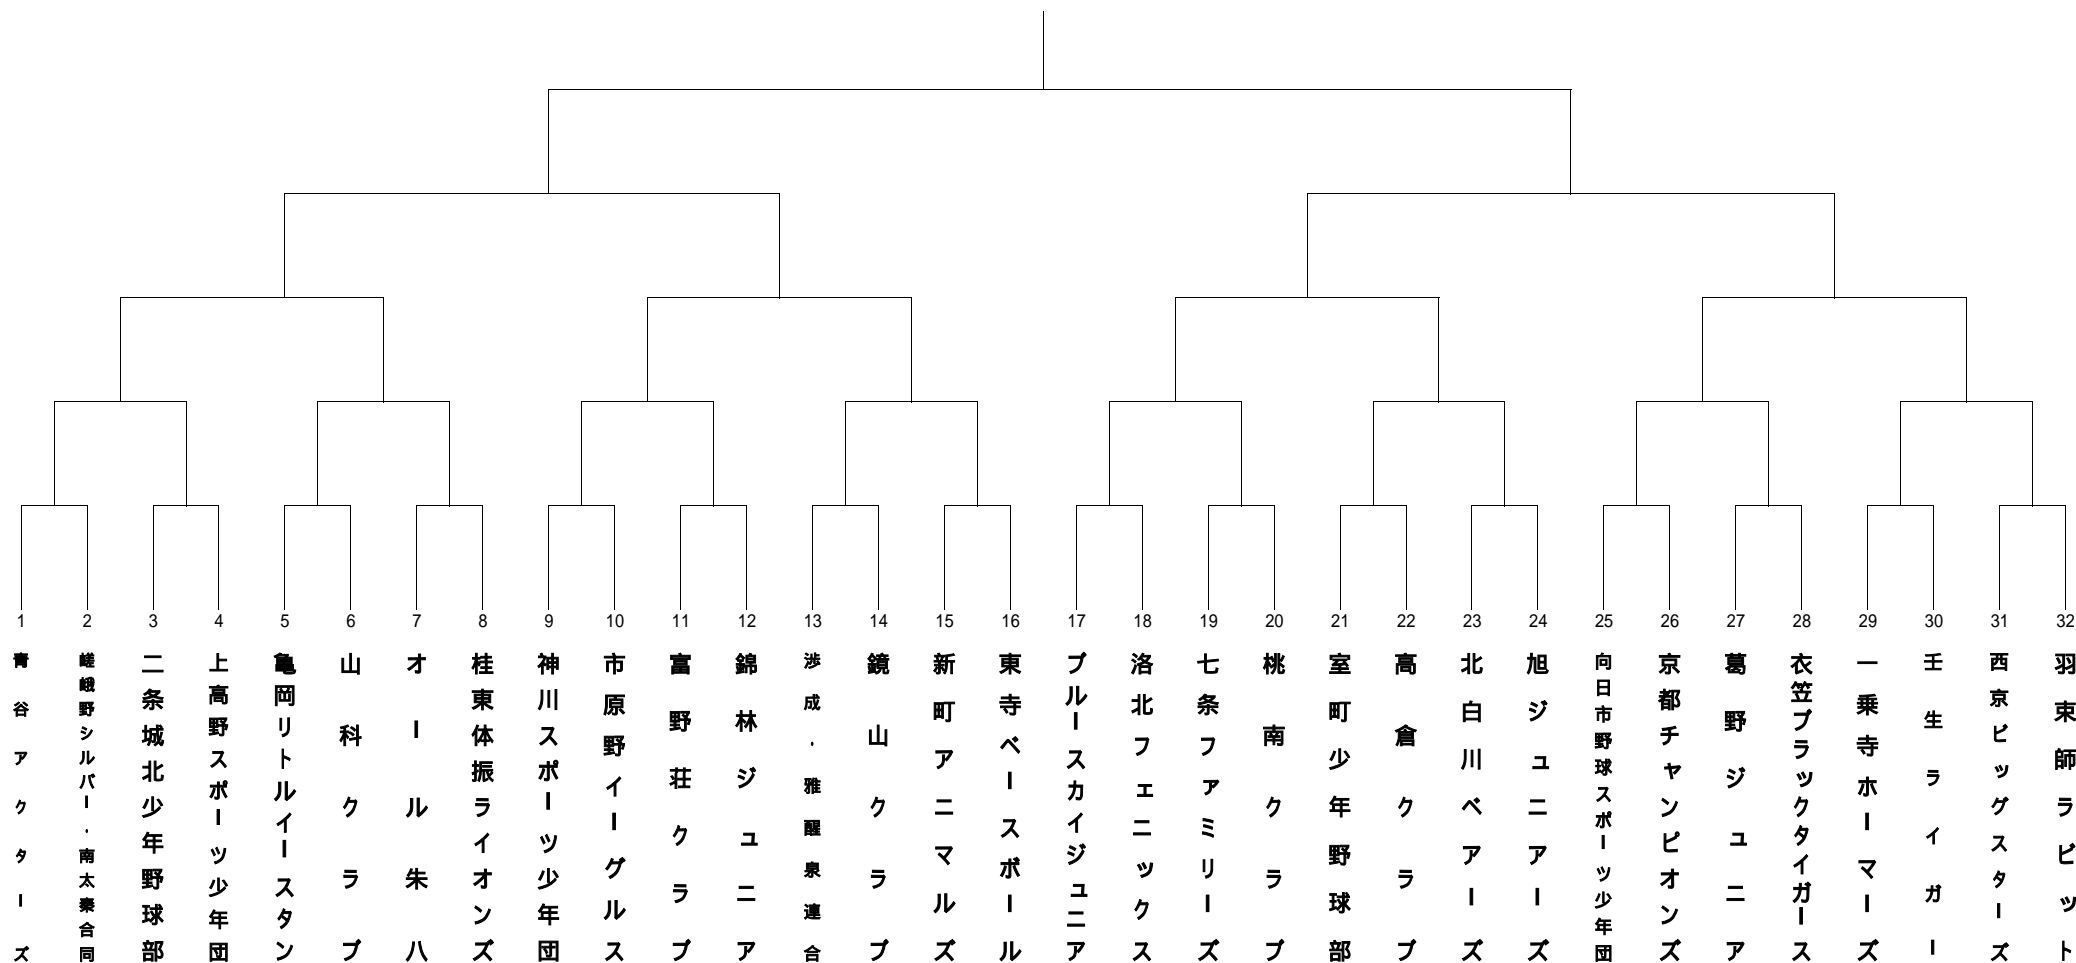 1 2 3 4 5 6 7 8 9 10 11 12 13 14 15 16 17 18 19 20 21 22 23 24 25 26 27 28 29 30 31 32
青谷アクターズ
嵯峨野シルバー・南太秦合同
二条城北少年野球部
上高野スポーツ少年団
亀岡リトルイースタン
山科クラブ
オール朱八
桂東体振ライオンズ
神川スポーツ少年団
市原野イーグルス
富野荘クラブ
錦林ジュニア
渉成・雅醒泉連合
鏡山クラブ
新町アニマルズ
東寺ベースボール
ブルースカイジュニア
洛北フェニックス
七条ファミリーズ
桃南クラブ
室町少年野球部
高倉クラブ
北白川ベアーズ
旭ジュニアーズ
向日市野球スポーツ少年団
京都チャンピオンズ
葛野ジュニア
衣笠ブラックタイガース
一乗寺ホーマーズ
壬生ライガー
西京ビッグスターズ
羽束師ラビット